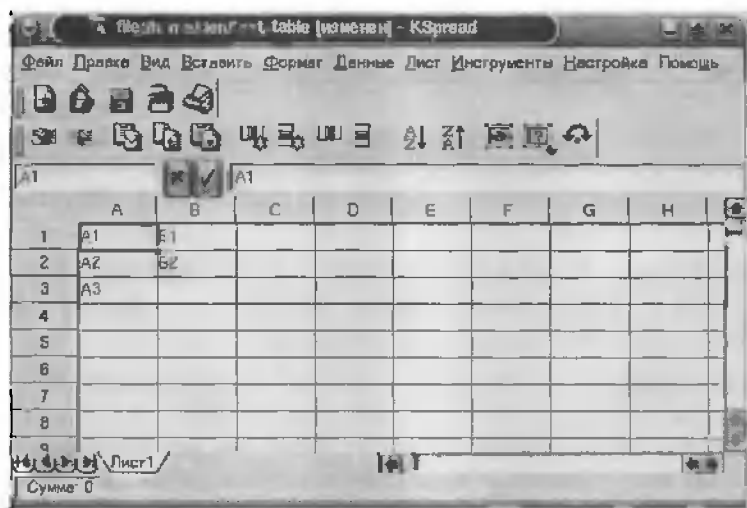 table [изменен] - KSpread
Файл Правка Вид Вставить Формат Данные Лист Инструменты Настройка Помощь
A1 A1
A B C D E F G H
1 A1 B1
2 A2 B2
3 A3
4
5
6
7
8
9
Лист1
Сумма: 0